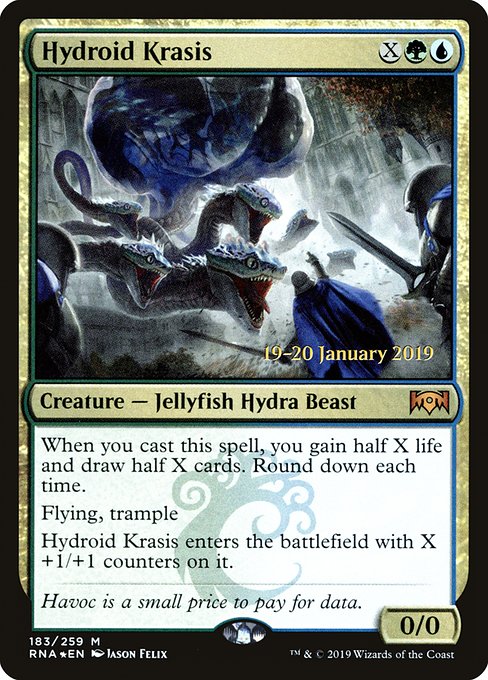 Hydroid Krasis X
19–20 January 2019
Creature — Jellyfish Hydra Beast
When you cast this spell, you gain half X life
and draw half X cards. Round down each
time.
Flying, trample
Hydroid Krasis enters the battlefield with X
+1/+1 counters on it.
Havoc is a small price to pay for data.
0/0
183/259 M
RNA★EN Jason Felix
™ & © 2019 Wizards of the Coast